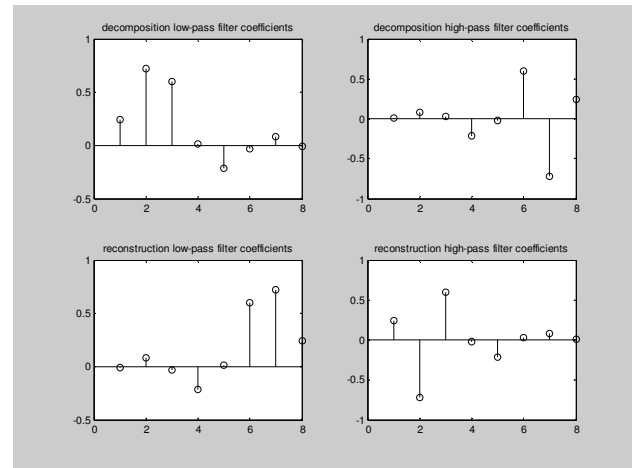 decomposition low-pass filter coefficients
1
0.5
0
-0.5
0 2 4 6 8
decomposition high-pass filter coefficients
1
0.5
0
-0.5
-1
0 2 4 6 8
reconstruction low-pass filter coefficients
1
0.5
0
-0.5
0 2 4 6 8
reconstruction high-pass filter coefficients
1
0.5
0
-0.5
-1
0 2 4 6 8